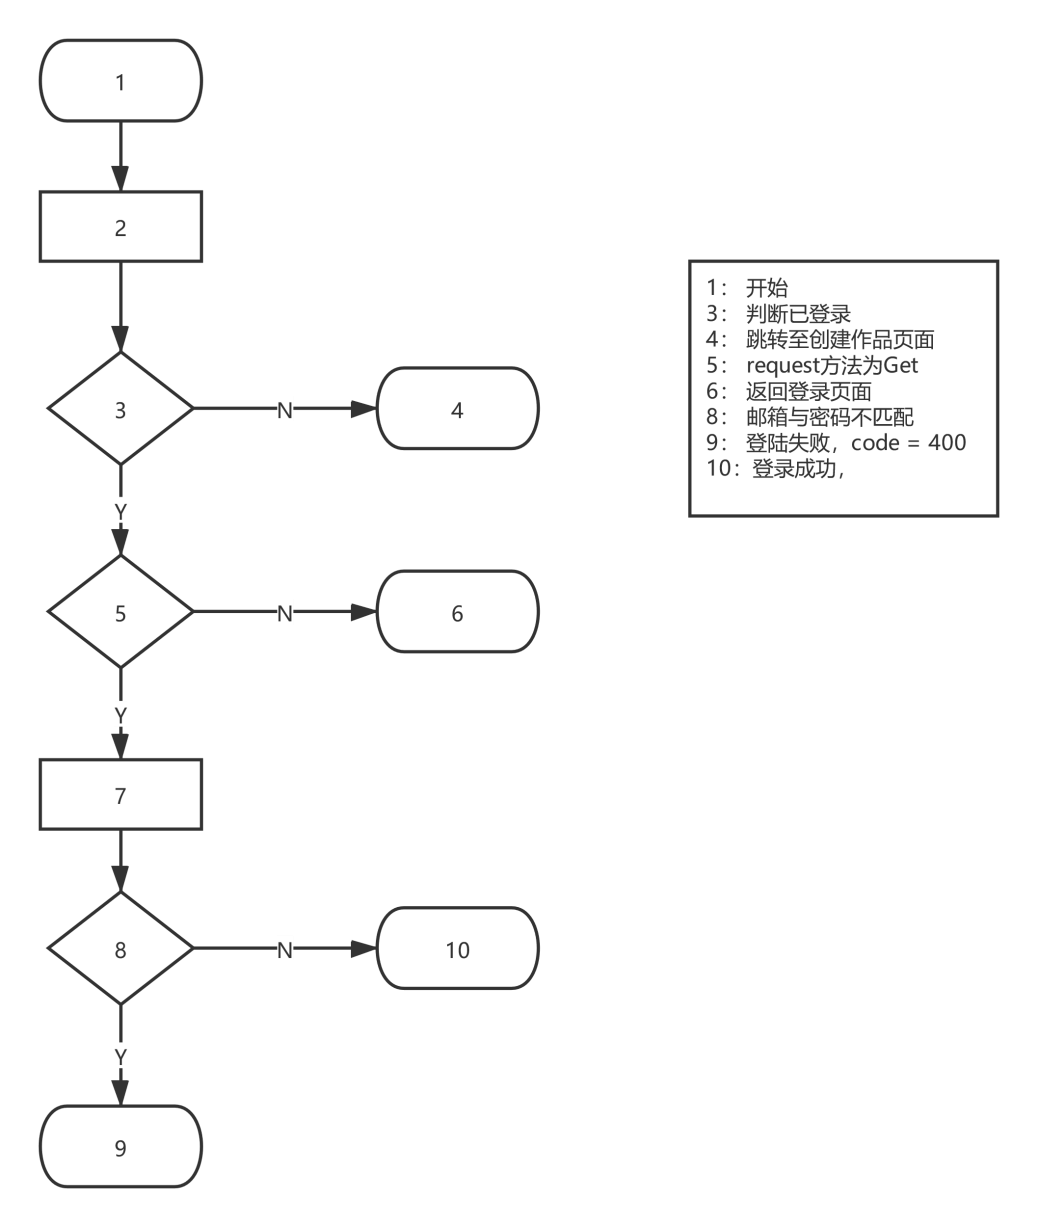 1
2
3
N
4
Y
5
N
6
Y
7
8
N
10
Y
9
1： 开始
3： 判断已登录
4： 跳转至创建作品页面
5： request方法为Get
6： 返回登录页面
8： 邮箱与密码不匹配
9： 登陆失败，code = 400
10：登录成功，